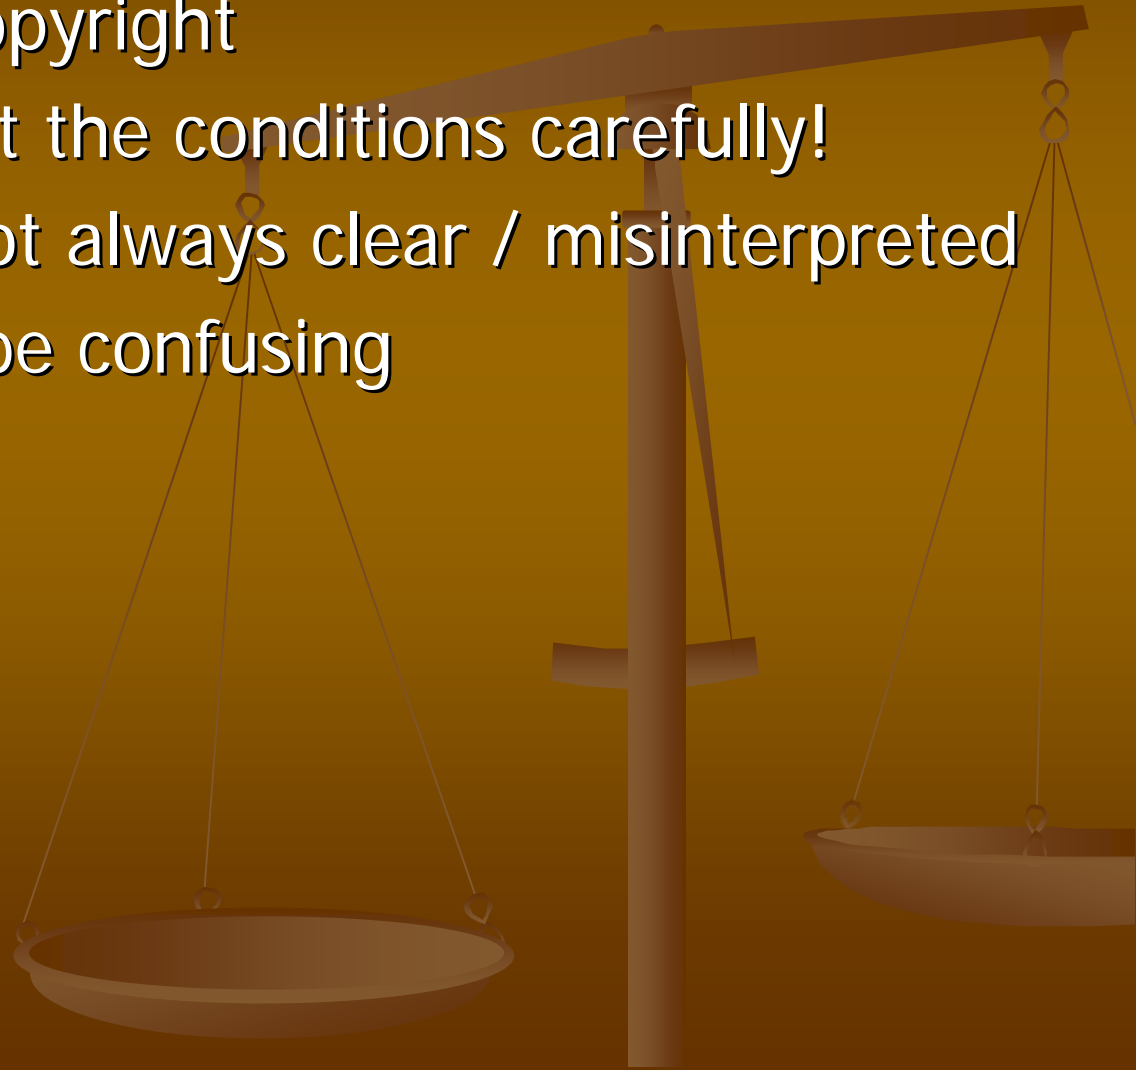 opyright
t the conditions carefully!
ot always clear / misinterpreted
be confusing